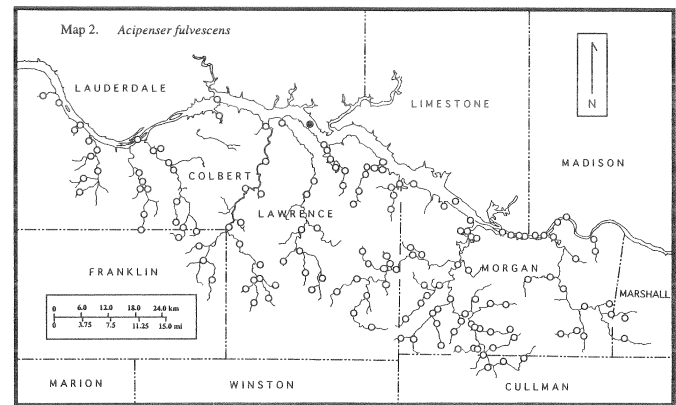 Map 2. Acipenser fulvescens
LAUDERDALE
LIMESTONE
N
MADISON
COLBERT
LAWRENCE
FRANKLIN
MORGAN
MARSHALL
0 6.0 12.0 18.0 24.0 km
0 3.75 7.5 11.25 15.0 mi
MARION
WINSTON
CULLMAN